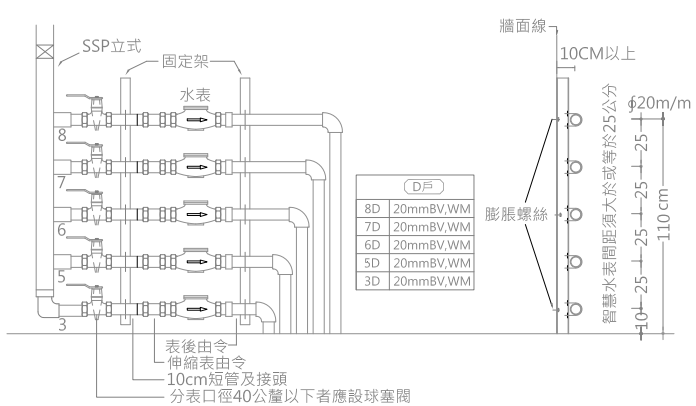 牆面線
SSP立式
固定架
10CM以上
水表
∮20m/m
8
7
6
5
3
D戶
8D 20mmBV,WM
7D 20mmBV,WM
6D 20mmBV,WM
5D 20mmBV,WM
3D 20mmBV,WM
膨脹螺絲
智慧水表間距須大於或等於25公分
25
25
25
25
10
110 cm
表後由令
伸縮表由令
10cm短管及接頭
分表口徑40公釐以下者應設球塞閥